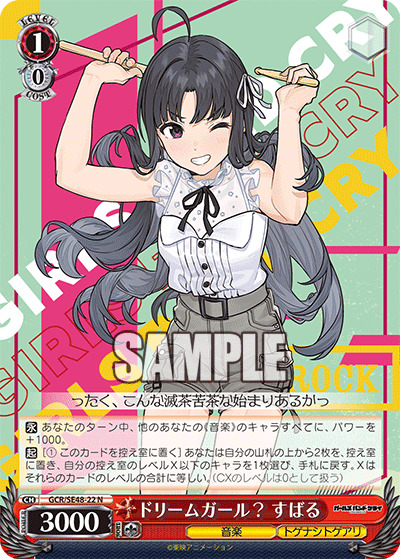 LEVEL
1
0
COST
GIRLS
CRY
GIRLS
CRY
GIRLS
CRY
ROCK
SAMPLE
ったく、こんな滅茶苦茶な始まりあるかっ
永 あなたのターン中、他のあなたの《音楽》のキャラすべてに、パワーを
+1000。
起 [① このカードを控え室に置く] あなたは自分の山札の上から2枚を、控え
室に置き、自分の控え室のレベルX以下のキャラを1枚選び、手札に戻す。Xは
それらのカードのレベルの合計に等しい。(CXのレベルは0として扱う)
CH GCR/SE48-22 N
3000
ドリームガール? すばる
ガールズバンドクライ
音楽
トゲナシトゲアリ
©東映アニメーション